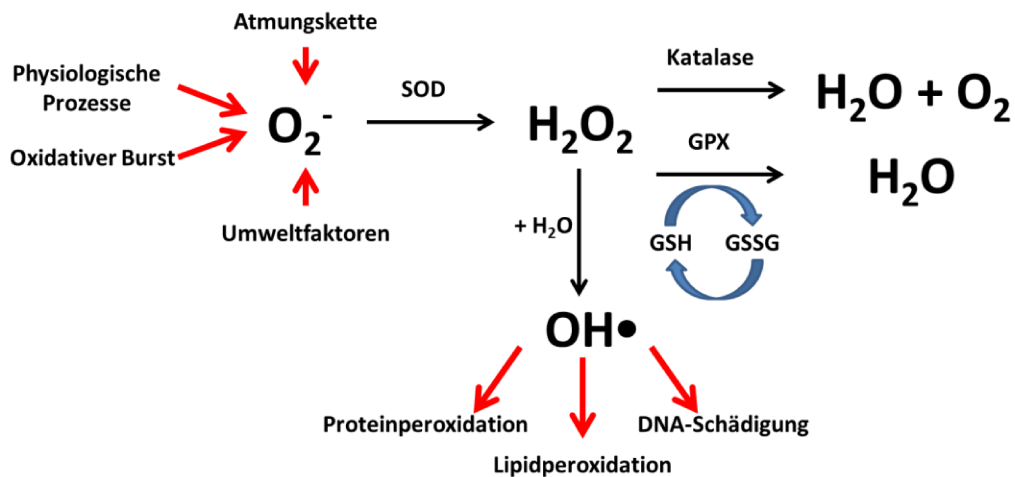 Atmungskette
Physiologische
Prozesse
Oxidativer Burst
Umweltfaktoren
O₂⁻
SOD
H₂O₂
Katalase
H₂O + O₂
GPX
H₂O
GSH
GSSG
+ H₂O
OH•
Proteinperoxidation
Lipidperoxidation
DNA-Schädigung